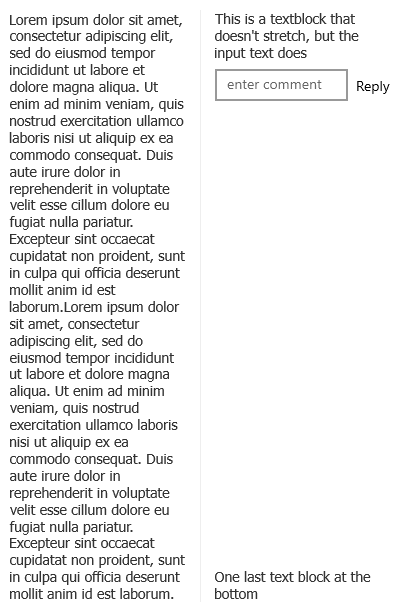 Lorem ipsum dolor sit amet,
consectetur adipiscing elit,
sed do eiusmod tempor
incididunt ut labore et
dolore magna aliqua. Ut
enim ad minim veniam, quis
nostrud exercitation ullamco
laboris nisi ut aliquip ex ea
commodo consequat. Duis
aute irure dolor in
reprehenderit in voluptate
velit esse cillum dolore eu
fugiat nulla pariatur.
Excepteur sint occaecat
cupidatat non proident, sunt
in culpa qui officia deserunt
mollit anim id est
laborum.Lorem ipsum dolor
sit amet, consectetur
adipiscing elit, sed do
eiusmod tempor incididunt
ut labore et dolore magna
aliqua. Ut enim ad minim
veniam, quis nostrud
exercitation ullamco laboris
nisi ut aliquip ex ea
commodo consequat. Duis
aute irure dolor in
reprehenderit in voluptate
velit esse cillum dolore eu
fugiat nulla pariatur.
Excepteur sint occaecat
cupidatat non proident, sunt
in culpa qui officia deserunt
mollit anim id est laborum.
This is a textblock that
doesn't stretch, but the
input text does
enter comment
Reply
One last text block at the
bottom